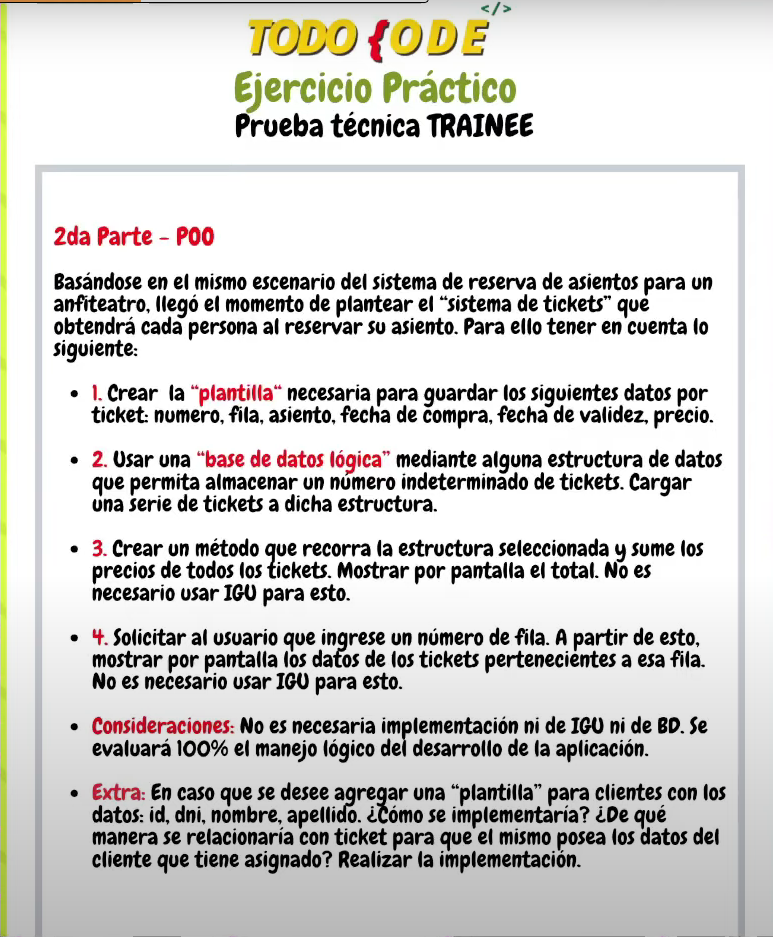 </>
TODO {ODE
Ejercicio Práctico
Prueba técnica TRAINEE
2da Parte - POO
Basándose en el mismo escenario del sistema de reserva de asientos para un
anfiteatro, llegó el momento de plantear el “sistema de tickets” que
obtendrá cada persona al reservar su asiento. Para ello tener en cuenta lo
siguiente:
• 1. Crear la “plantilla“ necesaria para guardar los siguientes datos por
ticket: numero, fila, asiento, fecha de compra, fecha de validez, precio.
• 2. Usar una “base de datos lógica” mediante alguna estructura de datos
que permita almacenar un número indeterminado de tickets. Cargar
una serie de tickets a dicha estructura.
• 3. Crear un método que recorra la estructura seleccionada y sume los
precios de todos los tickets. Mostrar por pantalla el total. No es
necesario usar IGU para esto.
• 4. Solicitar al usuario que ingrese un número de fila. A partir de esto,
mostrar por pantalla los datos de los tickets pertenecientes a esa fila.
No es necesario usar IGU para esto.
• Consideraciones: No es necesaria implementación ni de IGU ni de BD. Se
evaluará 100% el manejo lógico del desarrollo de la aplicación.
• Extra: En caso que se desee agregar una “plantilla” para clientes con los
datos: id, dni, nombre, apellido. ¿Cómo se implementaría? ¿De qué
manera se relacionaría con ticket para que el mismo posea los datos del
cliente que tiene asignado? Realizar la implementación.